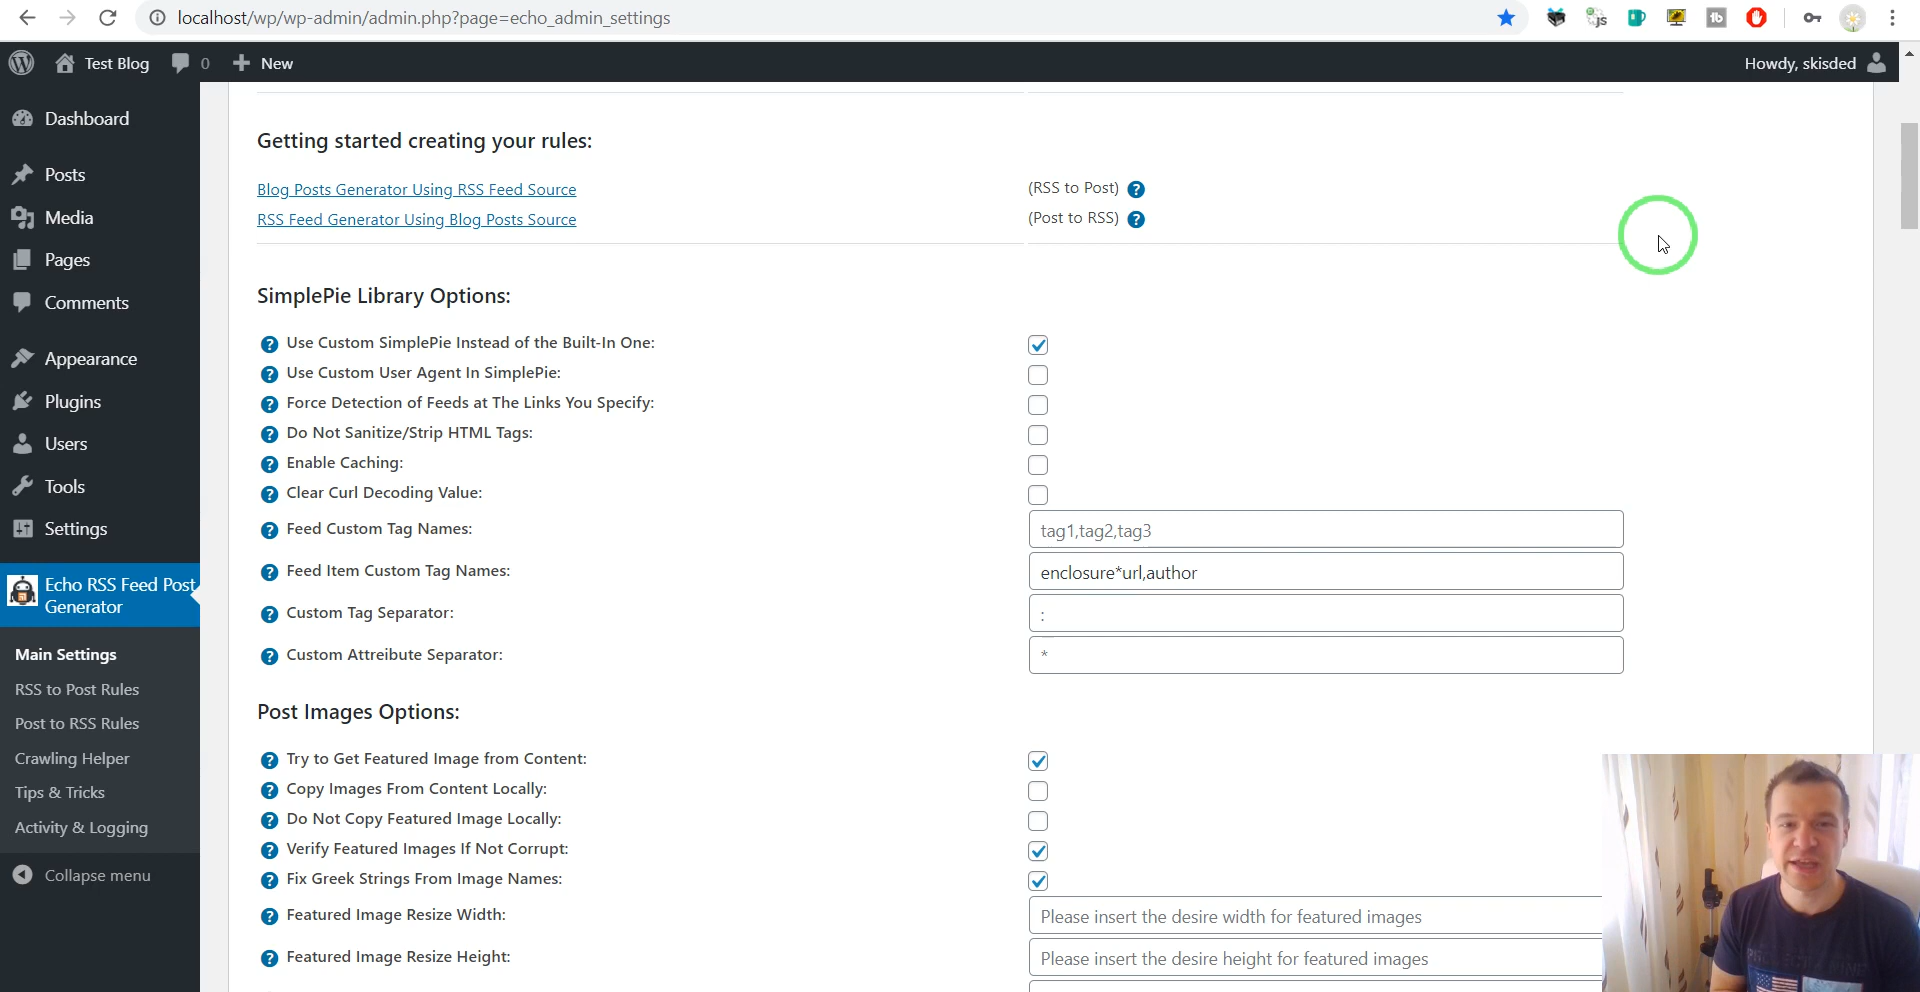 localhost/wp/wp-admin/admin.php?page=echo_admin_settings
Test Blog 0 New Howdy, skisded
Dashboard
Posts
Media
Pages
Comments
Appearance
Plugins
Users
Tools
Settings
Echo RSS Feed Post
Generator
Main Settings
RSS to Post Rules
Post to RSS Rules
Crawling Helper
Tips & Tricks
Activity & Logging
Collapse menu
Getting started creating your rules:
Blog Posts Generator Using RSS Feed Source (RSS to Post) ?
RSS Feed Generator Using Blog Posts Source (Post to RSS) ?
SimplePie Library Options:
? Use Custom SimplePie Instead of the Built-In One:
? Use Custom User Agent In SimplePie:
? Force Detection of Feeds at The Links You Specify:
? Do Not Sanitize/Strip HTML Tags:
? Enable Caching:
? Clear Curl Decoding Value:
? Feed Custom Tag Names: tag1,tag2,tag3
? Feed Item Custom Tag Names: enclosure*url,author
? Custom Tag Separator: :
? Custom Attreibute Separator: *
Post Images Options:
? Try to Get Featured Image from Content:
? Copy Images From Content Locally:
? Do Not Copy Featured Image Locally:
? Verify Featured Images If Not Corrupt:
? Fix Greek Strings From Image Names:
? Featured Image Resize Width: Please insert the desire width for featured images
? Featured Image Resize Height: Please insert the desire height for featured images